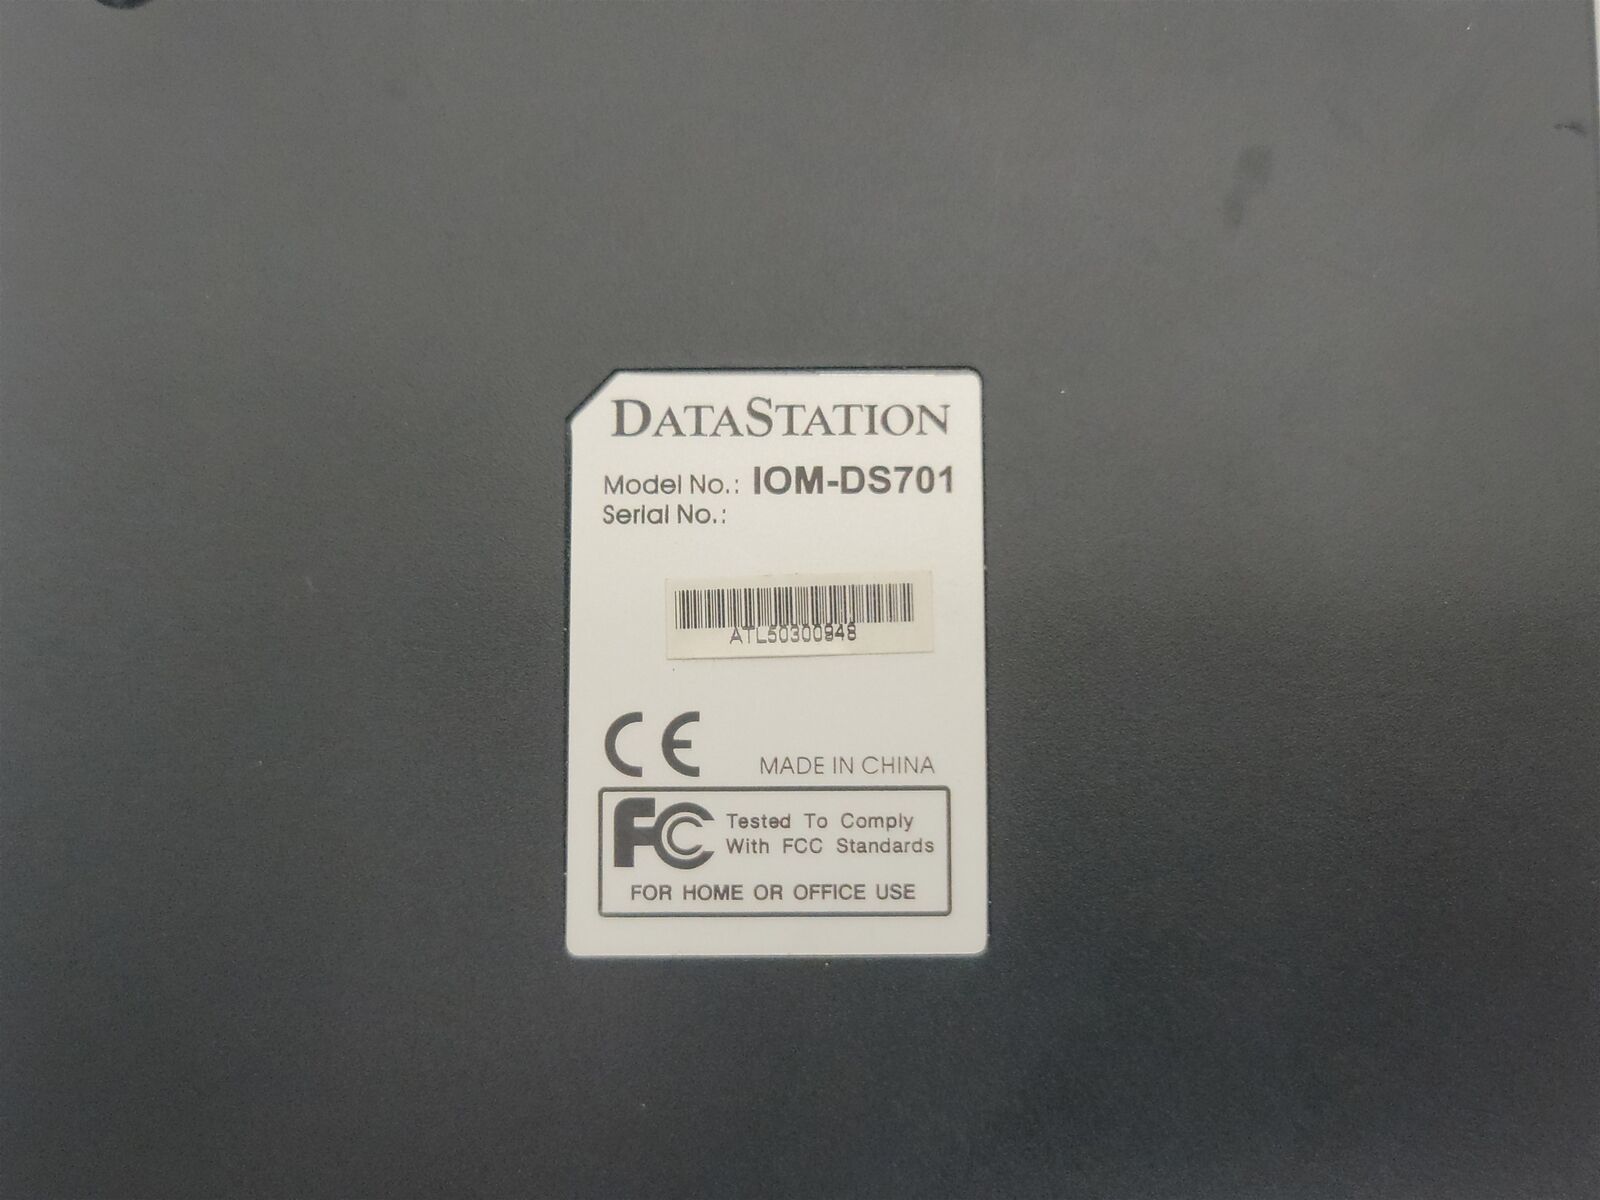 DATASTATION
Model No.: IOM-DS701
Serial No.:
ATL50300948
CE
MADE IN CHINA
FC Tested To Comply
With FCC Standards
FOR HOME OR OFFICE USE